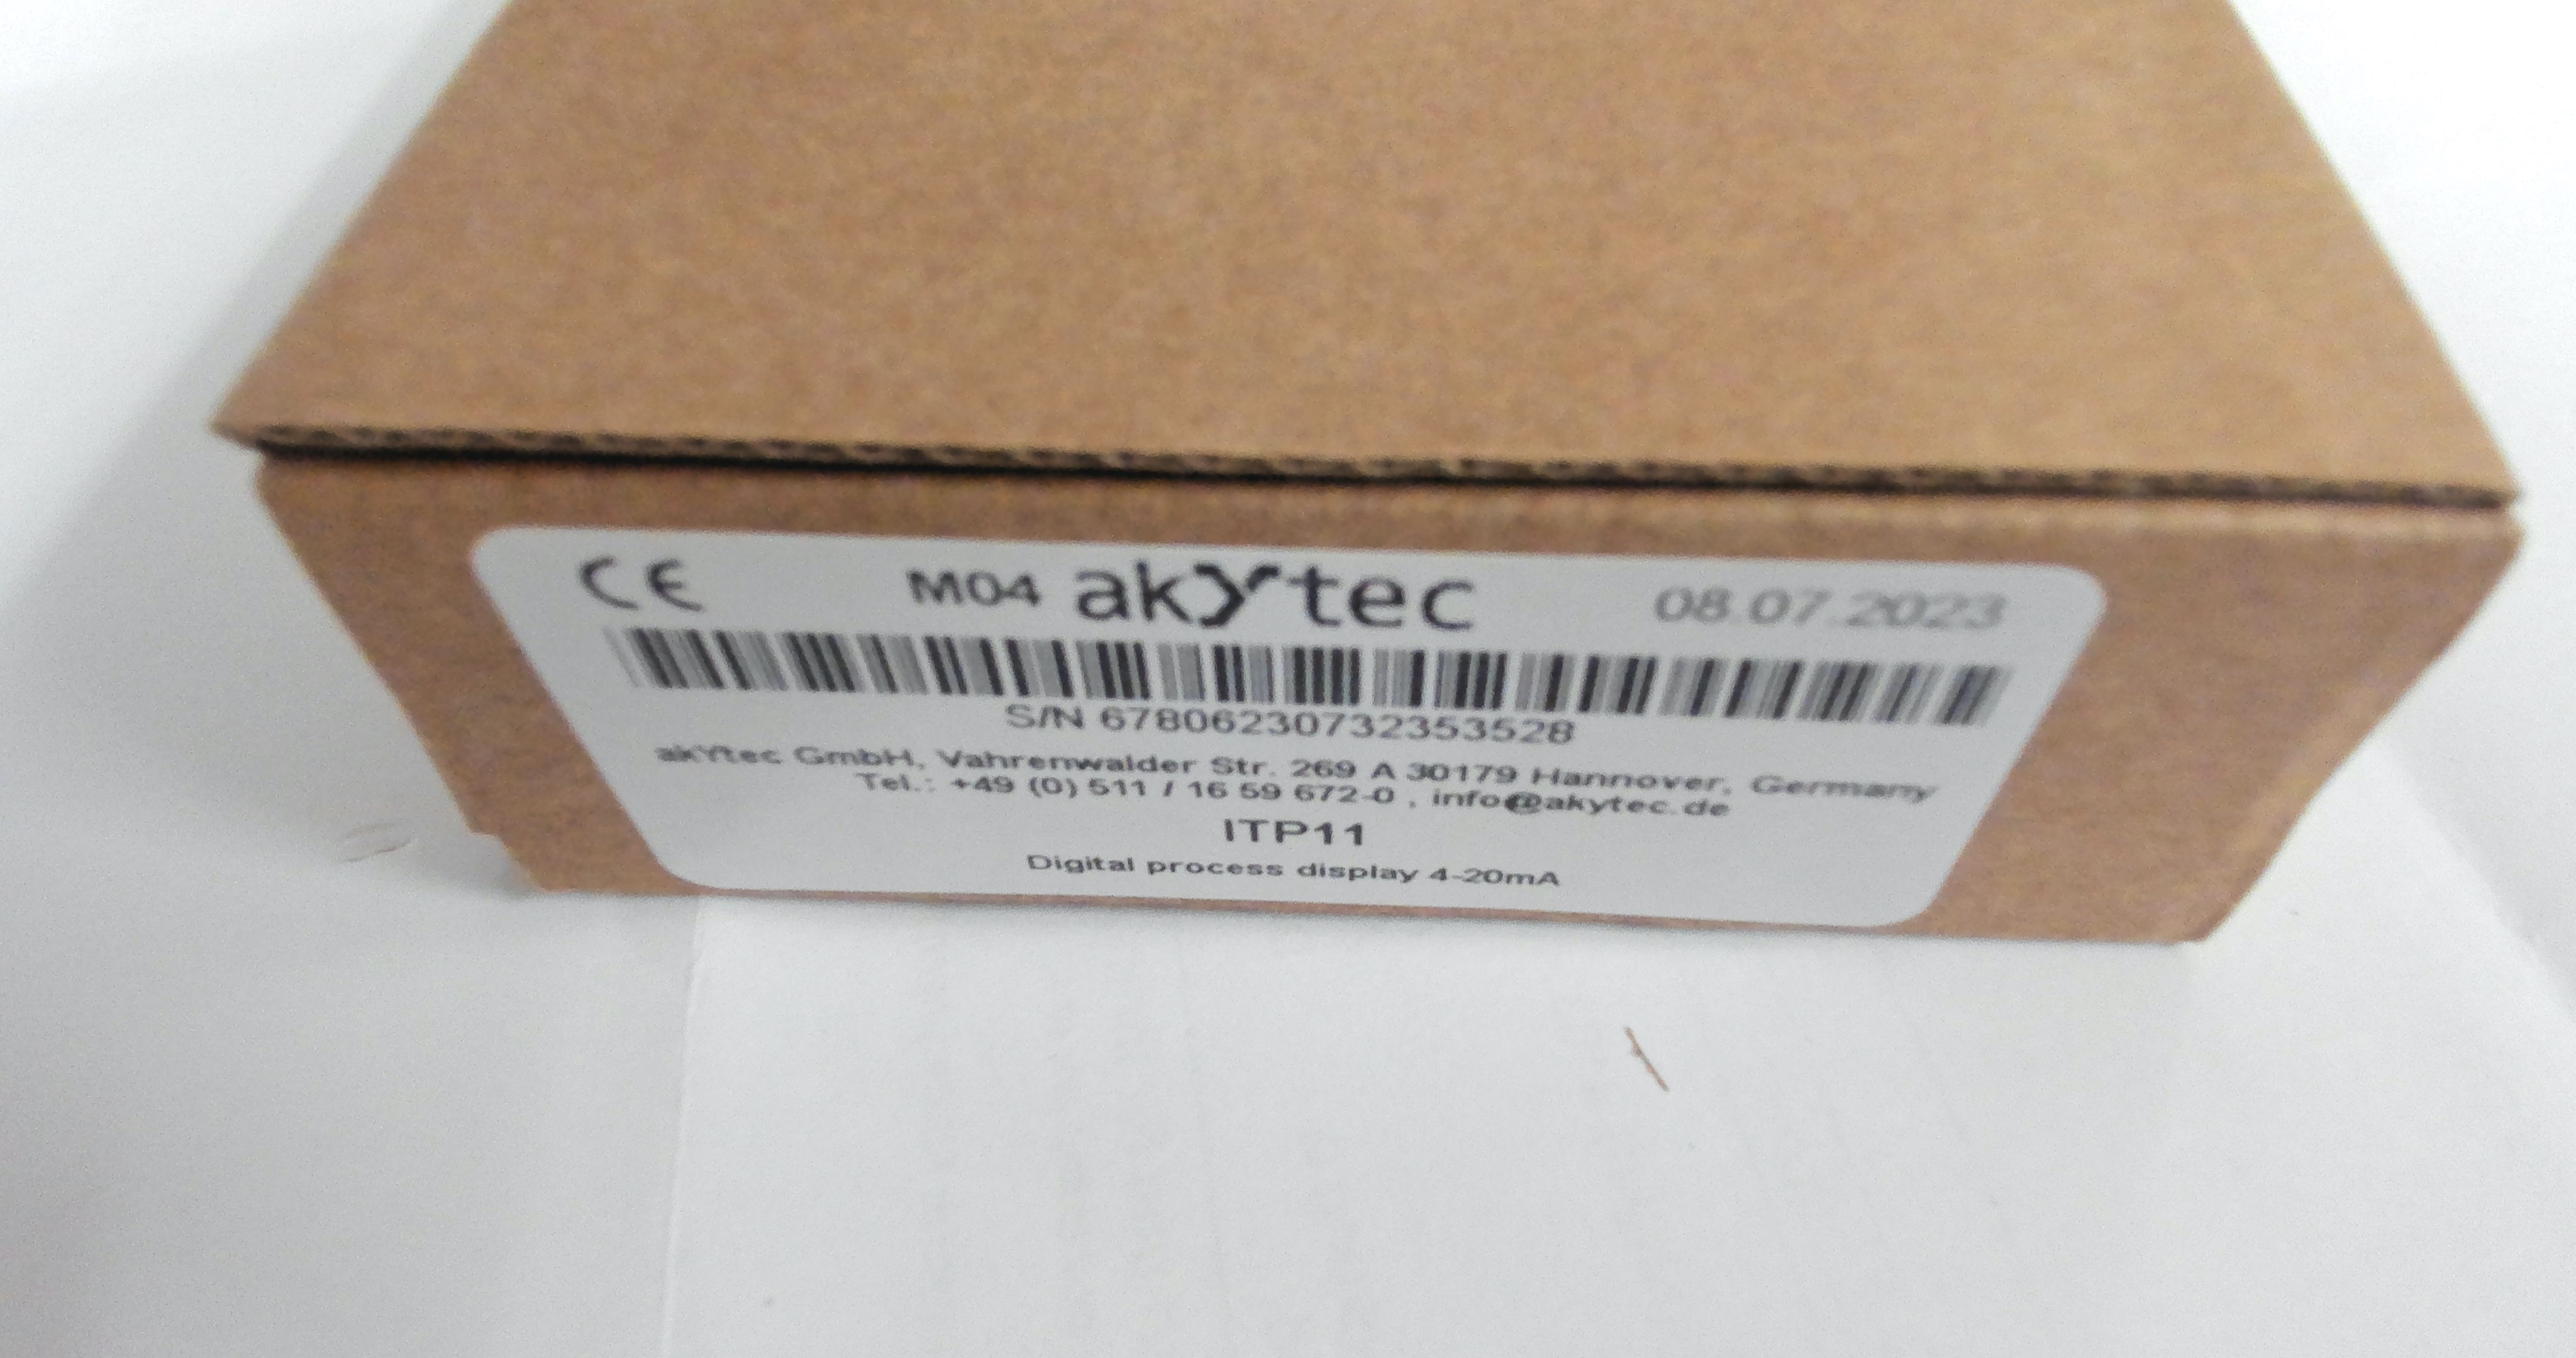 CE M04 akYtec 08.07.2023
S/N 67806230732353528
akYtec GmbH, Vahrenwalder Str. 269 A 30179 Hannover, Germany
Tel.: +49 (0) 511 / 16 59 672-0 , info@akytec.de
ITP11
Digital process display 4-20mA